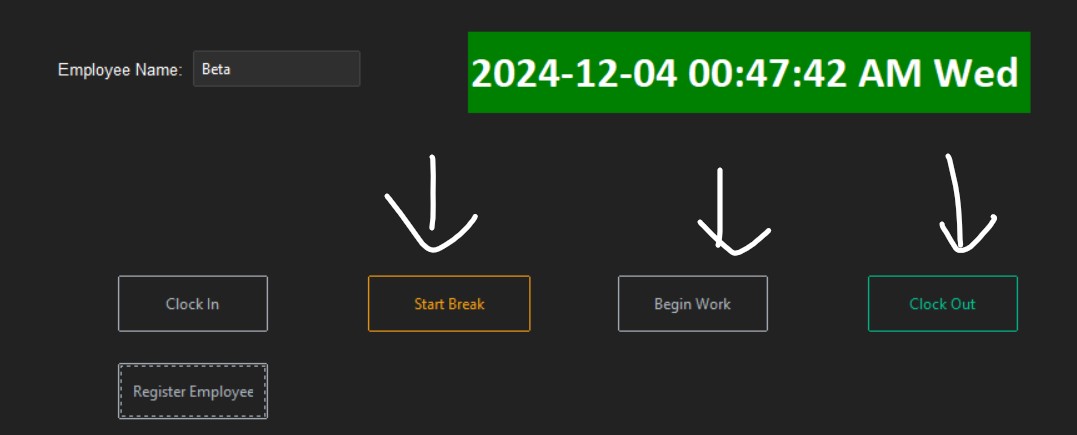 Employee Name: Beta
2024-12-04 00:47:42 AM Wed
Clock In
Start Break
Begin Work
Clock Out
Register Employee